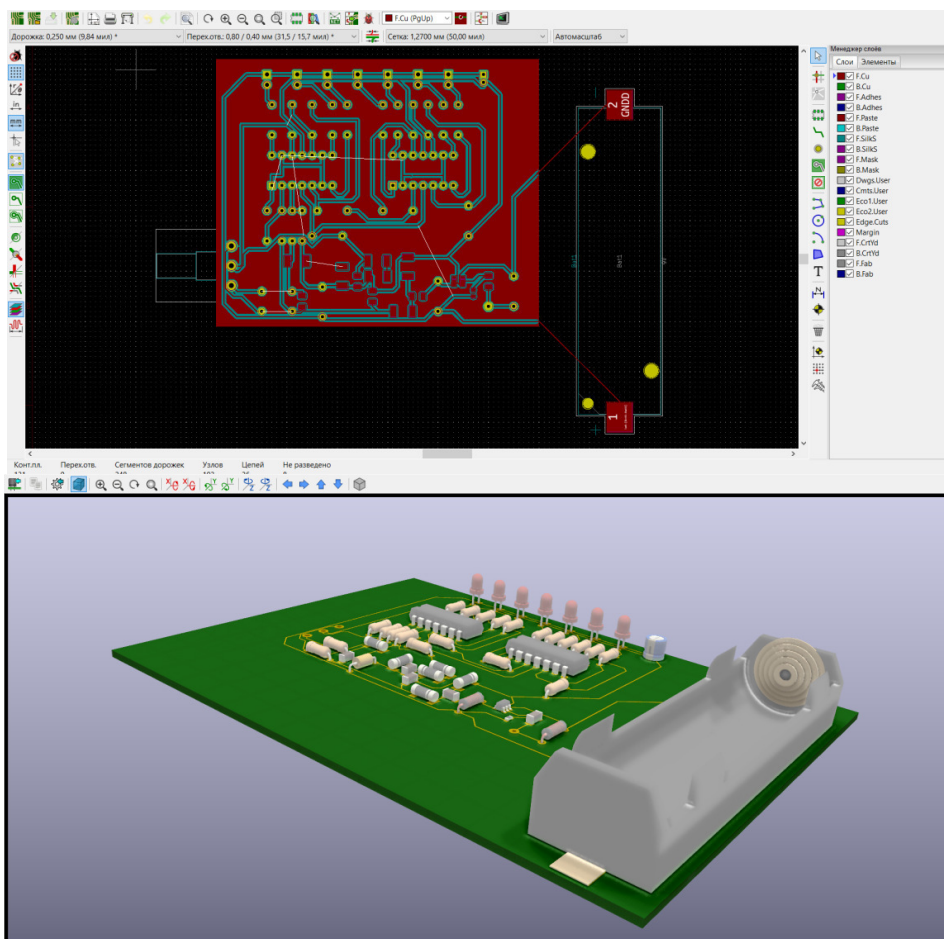 F.Cu (PgUp)
Дорожка: 0,250 мм (9,84 мил) *
Перех.отв.: 0,80 / 0,40 мм (31,5 / 15,7 мил) *
Сетка: 1,2700 мм (50,00 мил)
Автомасштаб
Менеджер слоёв
Слои
Элементы
F.Cu
B.Cu
F.Adhes
B.Adhes
F.Paste
B.Paste
F.SilkS
B.SilkS
F.Mask
B.Mask
Dwgs.User
Cmts.User
Eco1.User
Eco2.User
Edge.Cuts
Margin
F.CrtYd
B.CrtYd
F.Fab
B.Fab
in
2
GNDD
1
T
Конт.пл.
Перех.отв.
Сегментов дорожек
Узлов
Цепей
Не разведено